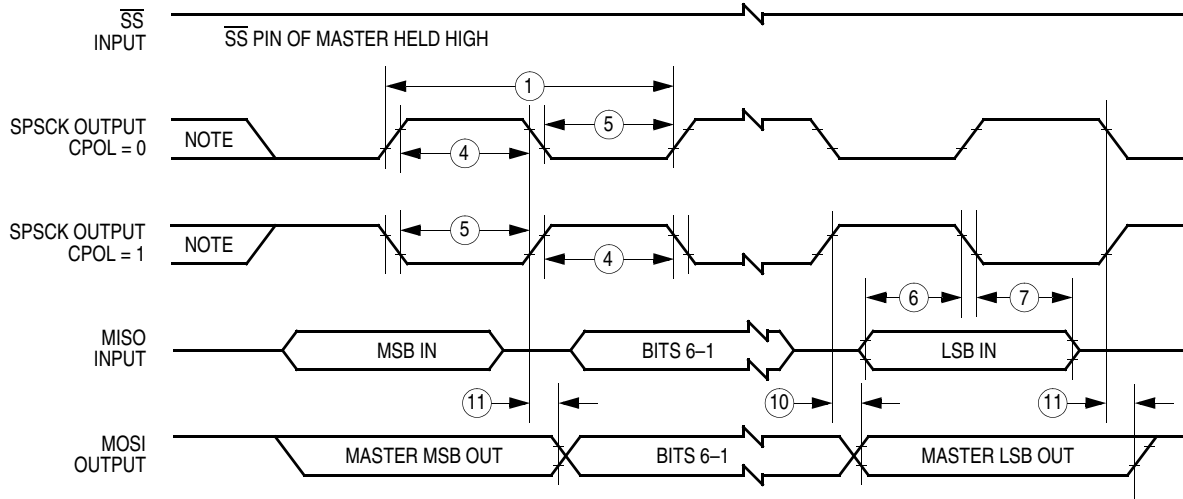 SS
INPUT
SS PIN OF MASTER HELD HIGH
1
SPSCK OUTPUT
CPOL = 0
NOTE
5
4
SPSCK OUTPUT
CPOL = 1
NOTE
5
4
6
7
MISO
INPUT
MSB IN
BITS 6–1
LSB IN
11
10
11
MOSI
OUTPUT
MASTER MSB OUT
BITS 6–1
MASTER LSB OUT